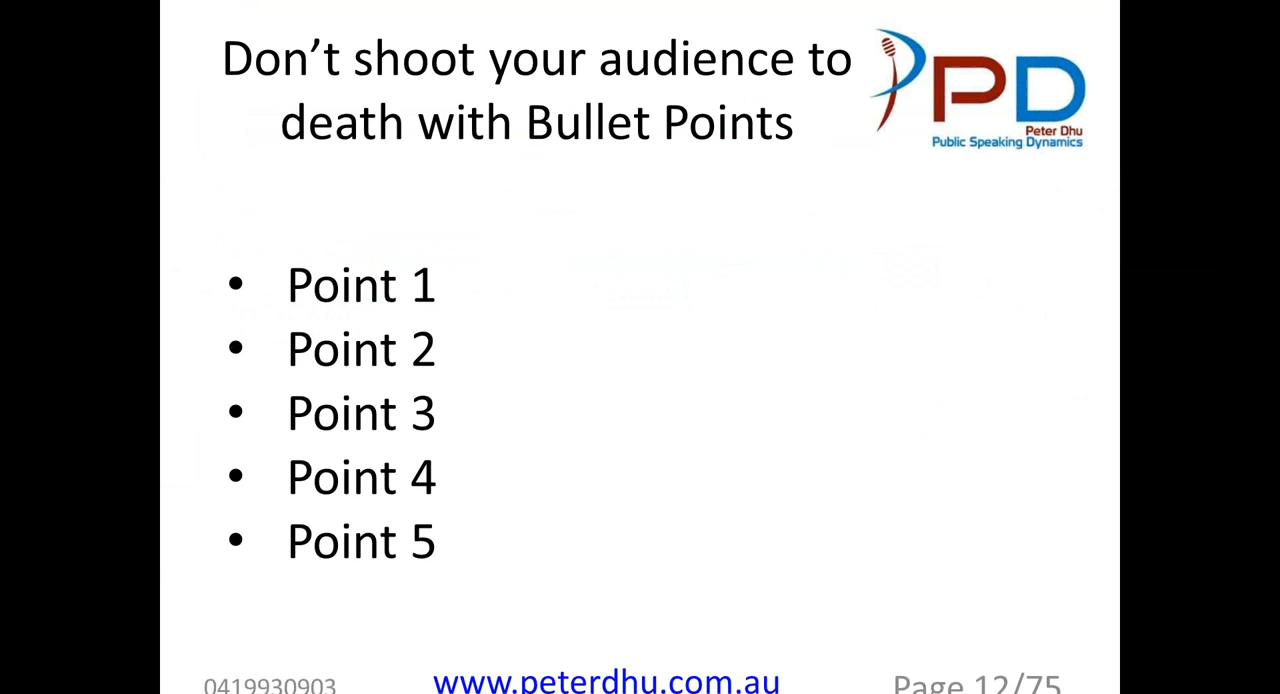 Don’t shoot your audience to
death with Bullet Points
PD
Peter Dhu
Public Speaking Dynamics
• Point 1
• Point 2
• Point 3
• Point 4
• Point 5
0419930903
www.peterdhu.com.au
Page 12/75